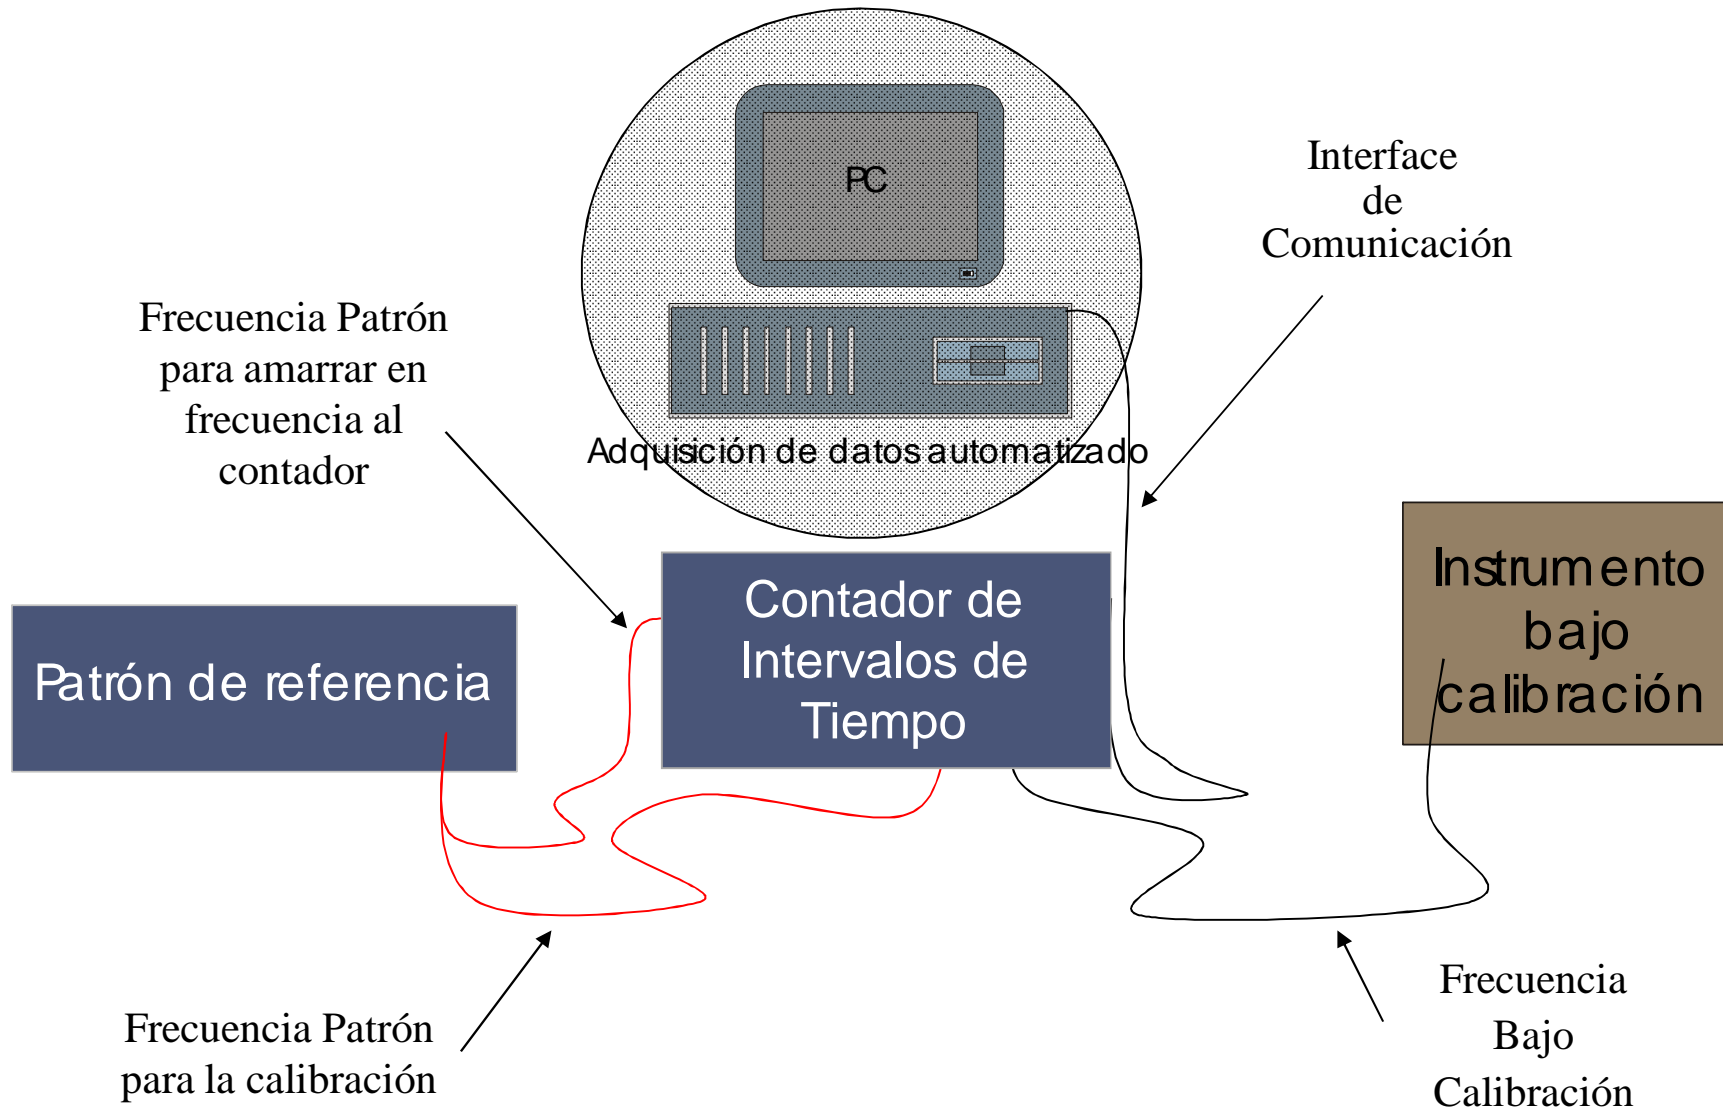 PC
Adquisición de datos automatizado
Interface
de
Comunicación
Frecuencia Patrón
para amarrar en
frecuencia al
contador
Patrón de referencia
Contador de
Intervalos de
Tiempo
Instrumento
bajo
calibración
Frecuencia Patrón
para la calibración
Frecuencia
Bajo
Calibración